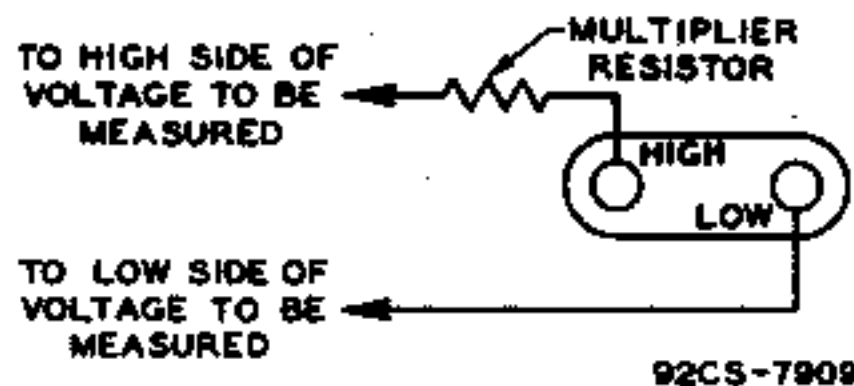 TO HIGH SIDE OF
VOLTAGE TO BE
MEASURED
MULTIPLIER
RESISTOR
HIGH
LOW
TO LOW SIDE OF
VOLTAGE TO BE
MEASURED
92CS-7909